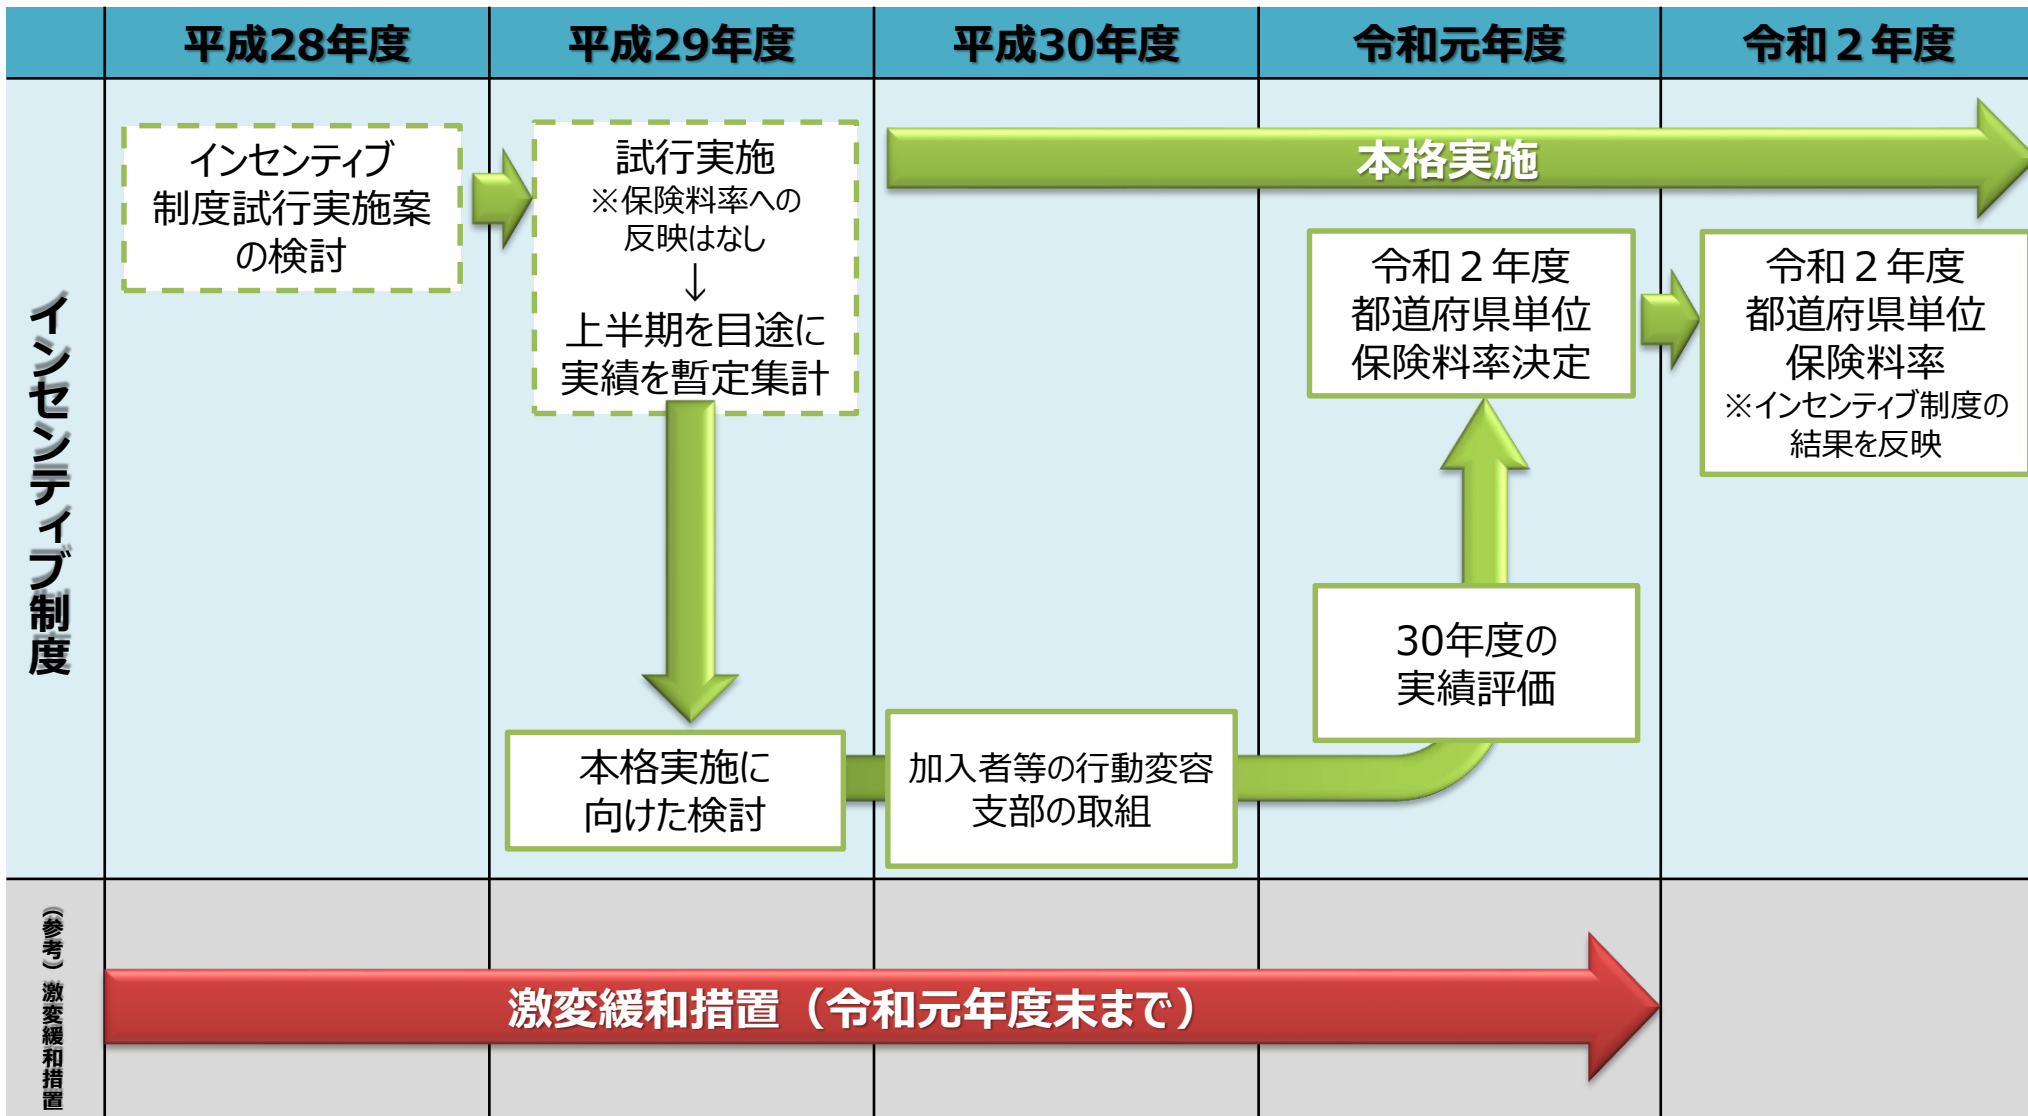 平成28年度
平成29年度
平成30年度
令和元年度
令和２年度
インセンティブ制度
インセンティブ
制度試行実施案
の検討
試行実施
※保険料率への
反映はなし
↓
上半期を目途に
実績を暫定集計
本格実施に
向けた検討
本格実施
加入者等の行動変容
支部の取組
30年度の
実績評価
令和２年度
都道府県単位
保険料率決定
令和２年度
都道府県単位
保険料率
※インセンティブ制度の
結果を反映
（参考）激変緩和措置
激変緩和措置（令和元年度末まで）